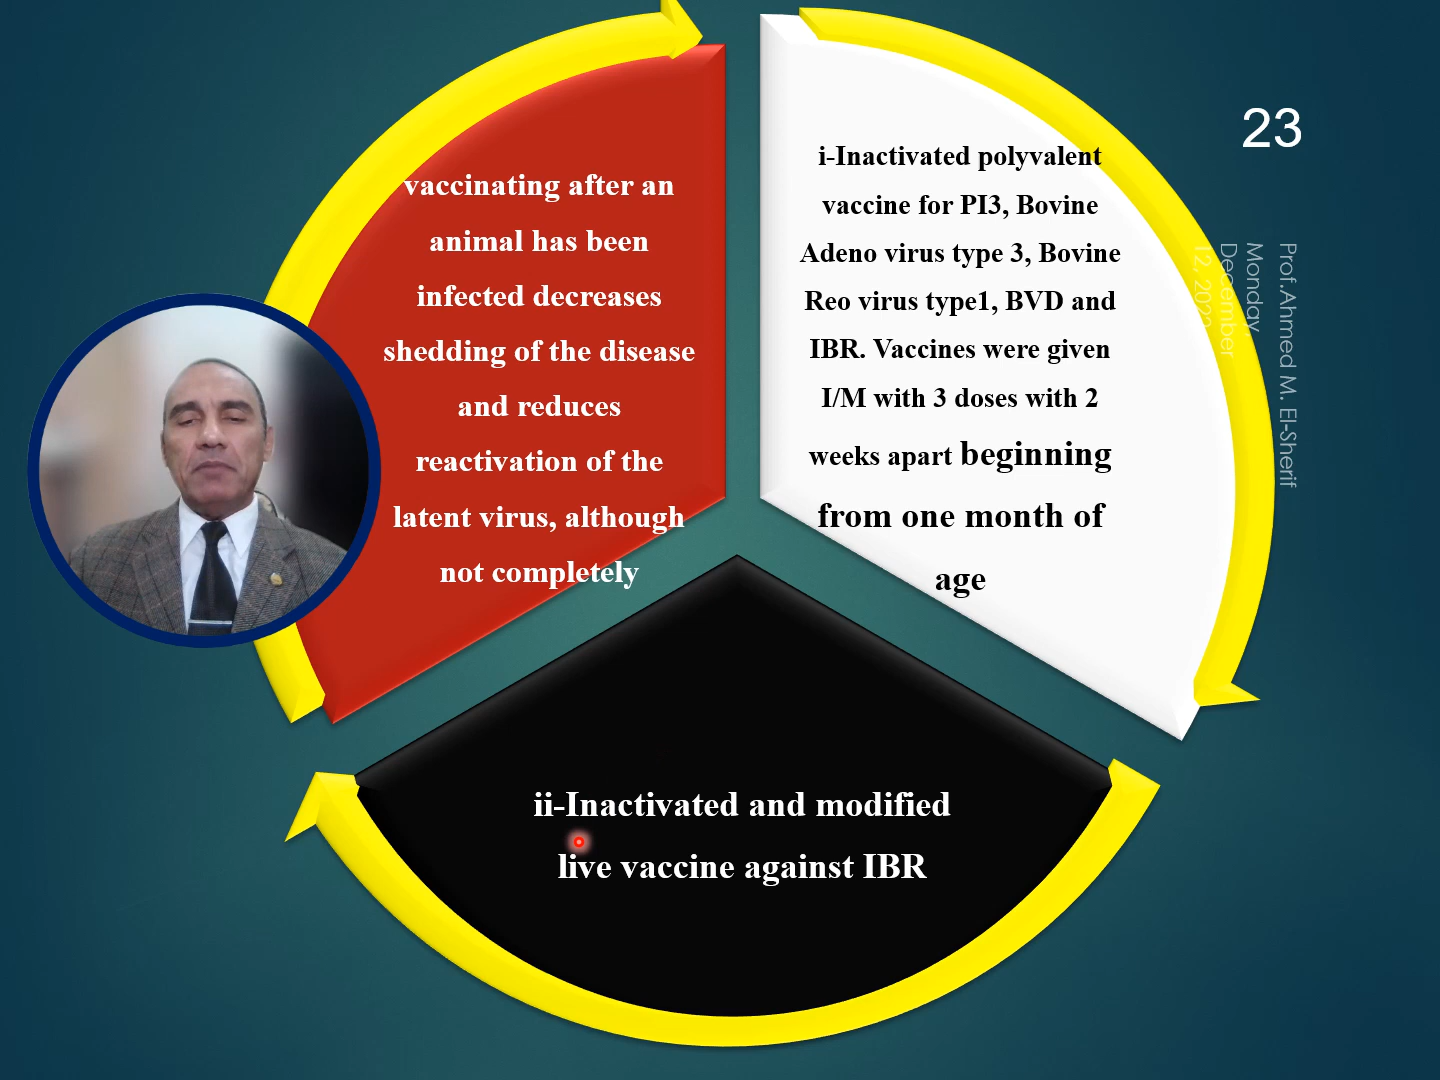 23
i-Inactivated polyvalent
vaccine for PI3, Bovine
Adeno virus type 3, Bovine
Reo virus type1, BVD and
IBR. Vaccines were given
I/M with 3 doses with 2
weeks apart beginning
from one month of
age
ii-Inactivated and modified
live vaccine against IBR
vaccinating after an
animal has been
infected decreases
shedding of the disease
and reduces
reactivation of the
latent virus, although
not completely
Prof.Ahmed M. El-Sherif
Monday
December
12, 2022